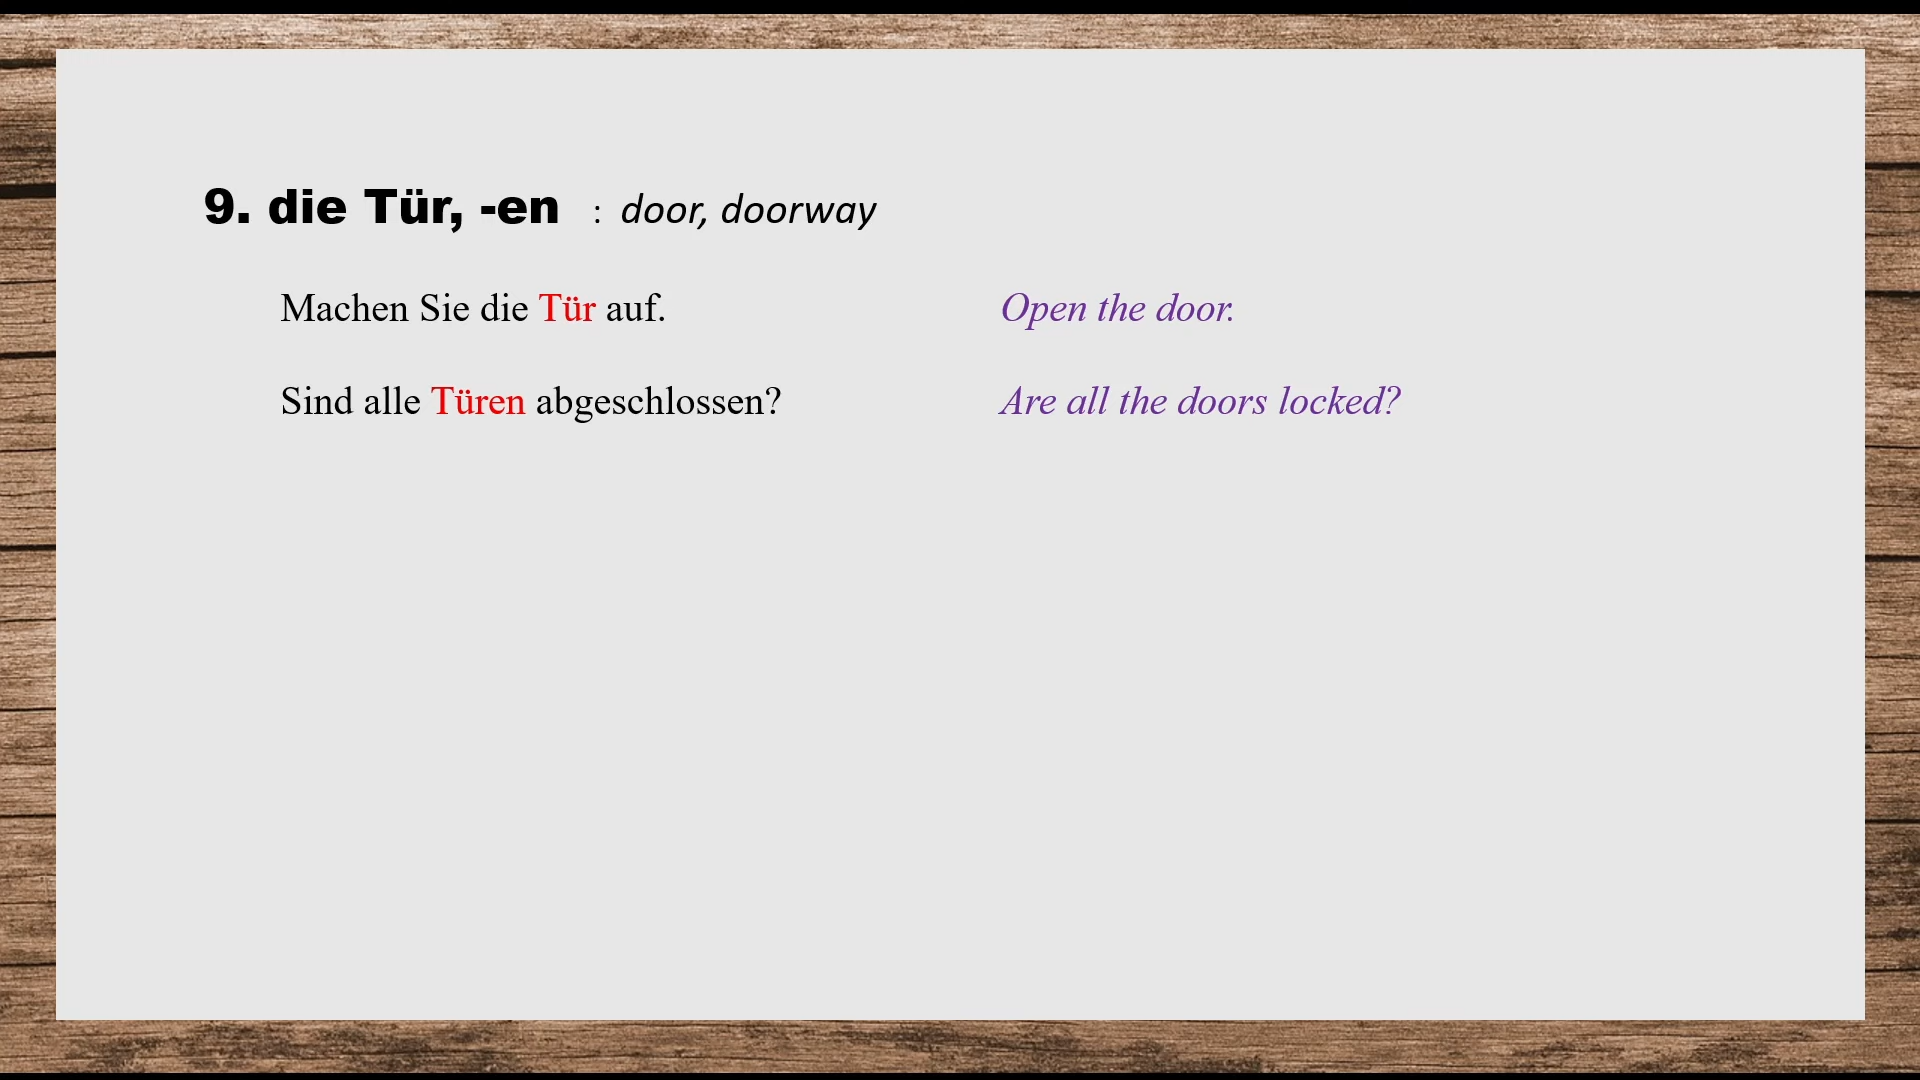 9. die Tür, -en : door, doorway
Machen Sie die Tür auf. Open the door.
Sind alle Türen abgeschlossen? Are all the doors locked?